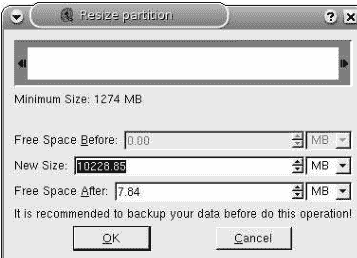 Resize partition
Minimum Size: 1274 MB
Free Space Before: 0.00 MB
New Size: 10228.85 MB
Free Space After: 7.84 MB
It is recommended to backup your data before do this operation!
OK Cancel